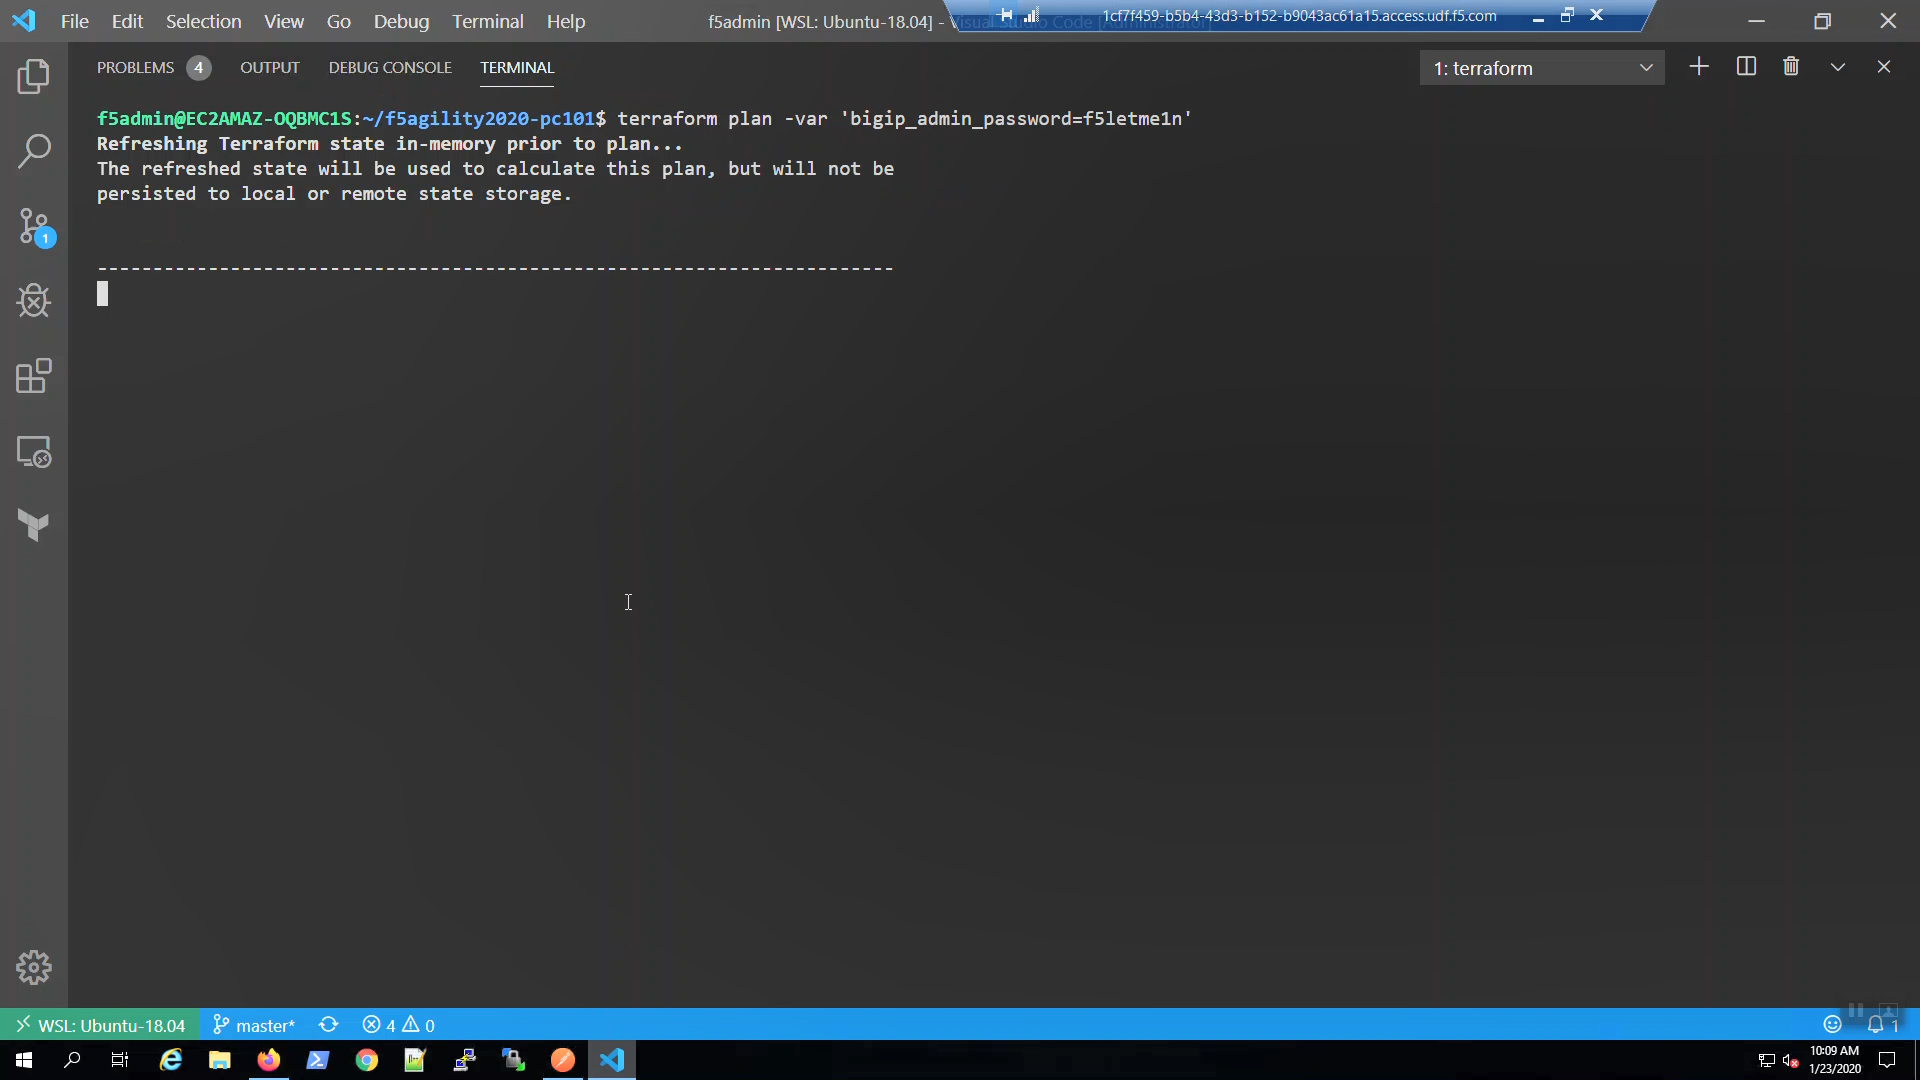 File Edit Selection View Go Debug Terminal Help
f5admin [WSL: Ubuntu-18.04] - Visual Studio Code [Administrator]
1cf7f459-b5b4-43d3-b152-b9043ac61a15.access.udf.f5.com
PROBLEMS 4 OUTPUT DEBUG CONSOLE TERMINAL
1: terraform
f5admin@EC2AMAZ-OQBMC1S:~/f5agility2020-pc101$ terraform plan -var 'bigip_admin_password=f5letme1n'
Refreshing Terraform state in-memory prior to plan...
The refreshed state will be used to calculate this plan, but will not be
persisted to local or remote state storage.
------------------------------------------------------------------------
1
WSL: Ubuntu-18.04 master* 4 0
1
10:09 AM
1/23/2020